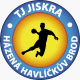 TJ JISKRA
HÁZENÁ HAVLÍČKŮV BROD